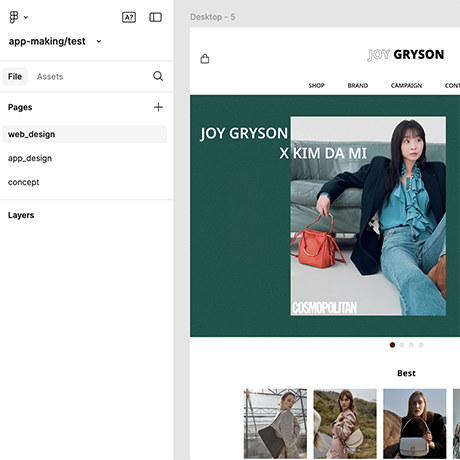 A?
app-making/test
File Assets
Pages
web_design
app_design
concept
Layers
Desktop - 5
JOY GRYSON
SHOP BRAND CAMPAIGN
JOY GRYSON
X KIM DA MI
COSMOPOLITAN
Best